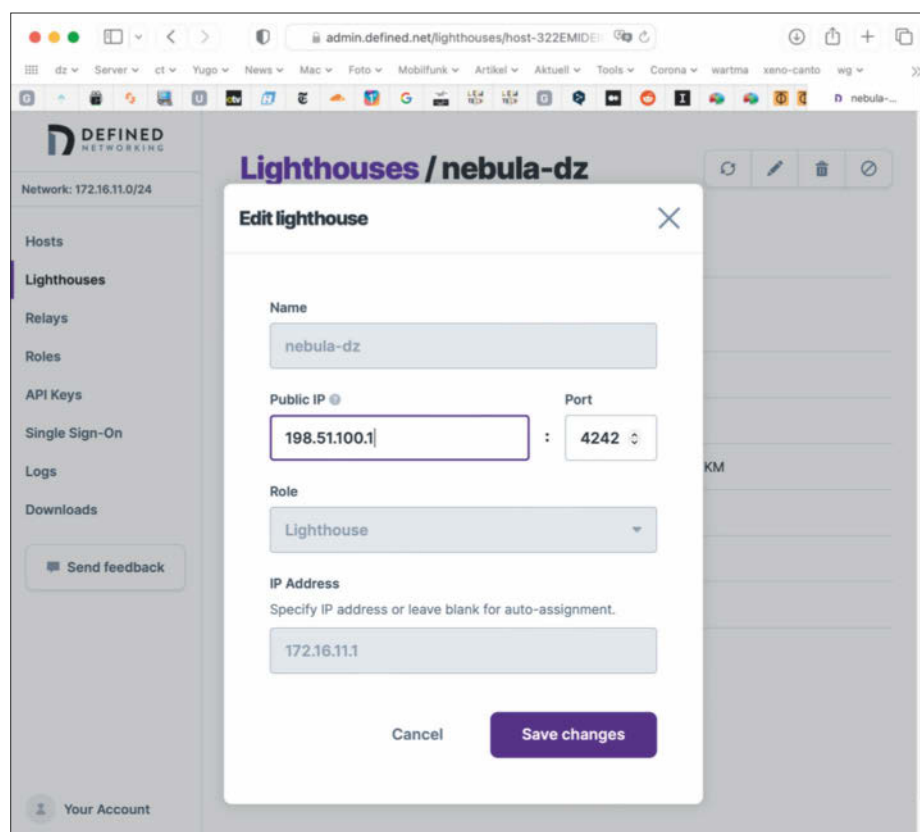 admin.defined.net/lighthouses/host-322EMIDE
dz Server ct Yugo News Mac Foto Mobilfunk Artikel Aktuell Tools Corona wartma xeno-canto wg
nebula-...
DEFINED
NETWORKING
Network: 172.16.11.0/24
Lighthouses / nebula-dz
Hosts
Lighthouses
Relays
Roles
API Keys
Single Sign-On
Logs
Downloads
Send feedback
Your Account
Edit lighthouse
Name
nebula-dz
Public IP Port
198.51.100.1 : 4242
Role
Lighthouse
IP Address
Specify IP address or leave blank for auto-assignment.
172.16.11.1
Cancel Save changes
KM